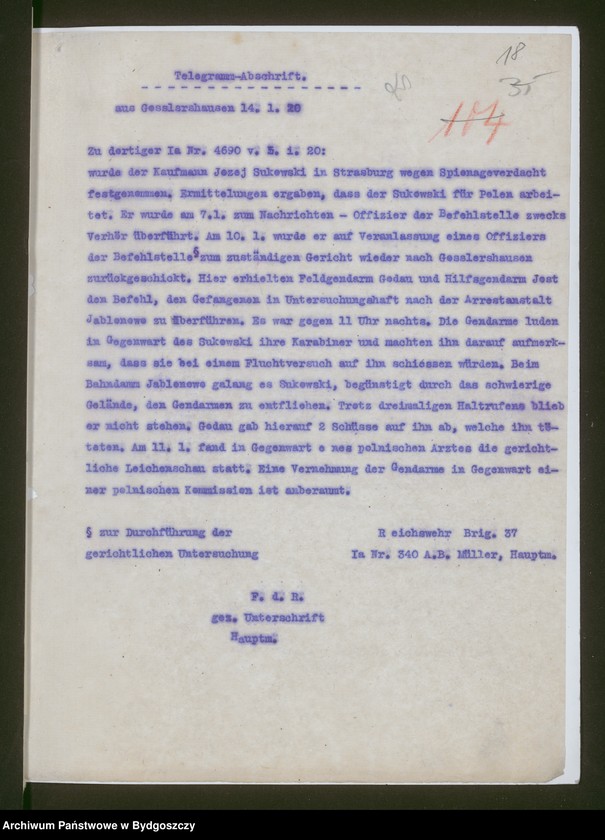 18
35
104
Telegramm-Abschrift.
aus Gesslershausen 14. 1. 20
Zu dortiger Ia Nr. 4690 v. 5. 1. 20:
wurde der Kaufmann Jozej Sukowski in Strasburg wegen Spionageverdacht
festgenommen. Ermittelungen ergaben, dass der Sukowski für Polen arbei-
tet. Er wurde am 7.1. zum Nachrichten - Offizier der Befehlstelle zwecks
Verhör überführt. Am 10. 1. wurde er auf Veranlassung eines Offiziers
der Befehlstelle § zum zuständigen Gericht wieder nach Gesslershausen
zurückgeschickt. Hier erhielten Feldgendarm Godau und Hilfsgendarm Jost
den Befehl, den Gefangenen in Untersuchungshaft nach der Arrestanstalt
Jablonowo zu überführen. Es war gegen 11 Uhr nachts. Die Gendarme luden
in Gegenwart des Sukowski ihre Karabiner und machten ihn darauf aufmerk-
sam, dass sie bei einem Fluchtversuch auf ihn schiessen würden. Beim
Bahndamm Jablonowo galang es Sukowski, begünstigt durch das schwierige
Gelände, den Gendarmen zu entfliehen. Trotz dreimaligen Haltrufens blieb
er nicht stehen. Godau gab hierauf 2 Schüsse auf ihn ab, welche ihn tö-
teten. Am 11. 1. fand in Gegenwart e nes polnischen Arztes die gericht-
liche Leichenschau statt. Eine Vernehmung der Gendarme in Gegenwart ei-
ner polnischen Kommission ist anberaumt.
§ zur Durchführung der
gerichtlichen Untersuchung
R eichswehr Brig. 37
Ia Nr. 340 A.B. Müller, Hauptm.
F. d. R.
gez. Unterschrift
Hauptm.
Archiwum Państwowe w Bydgoszczy